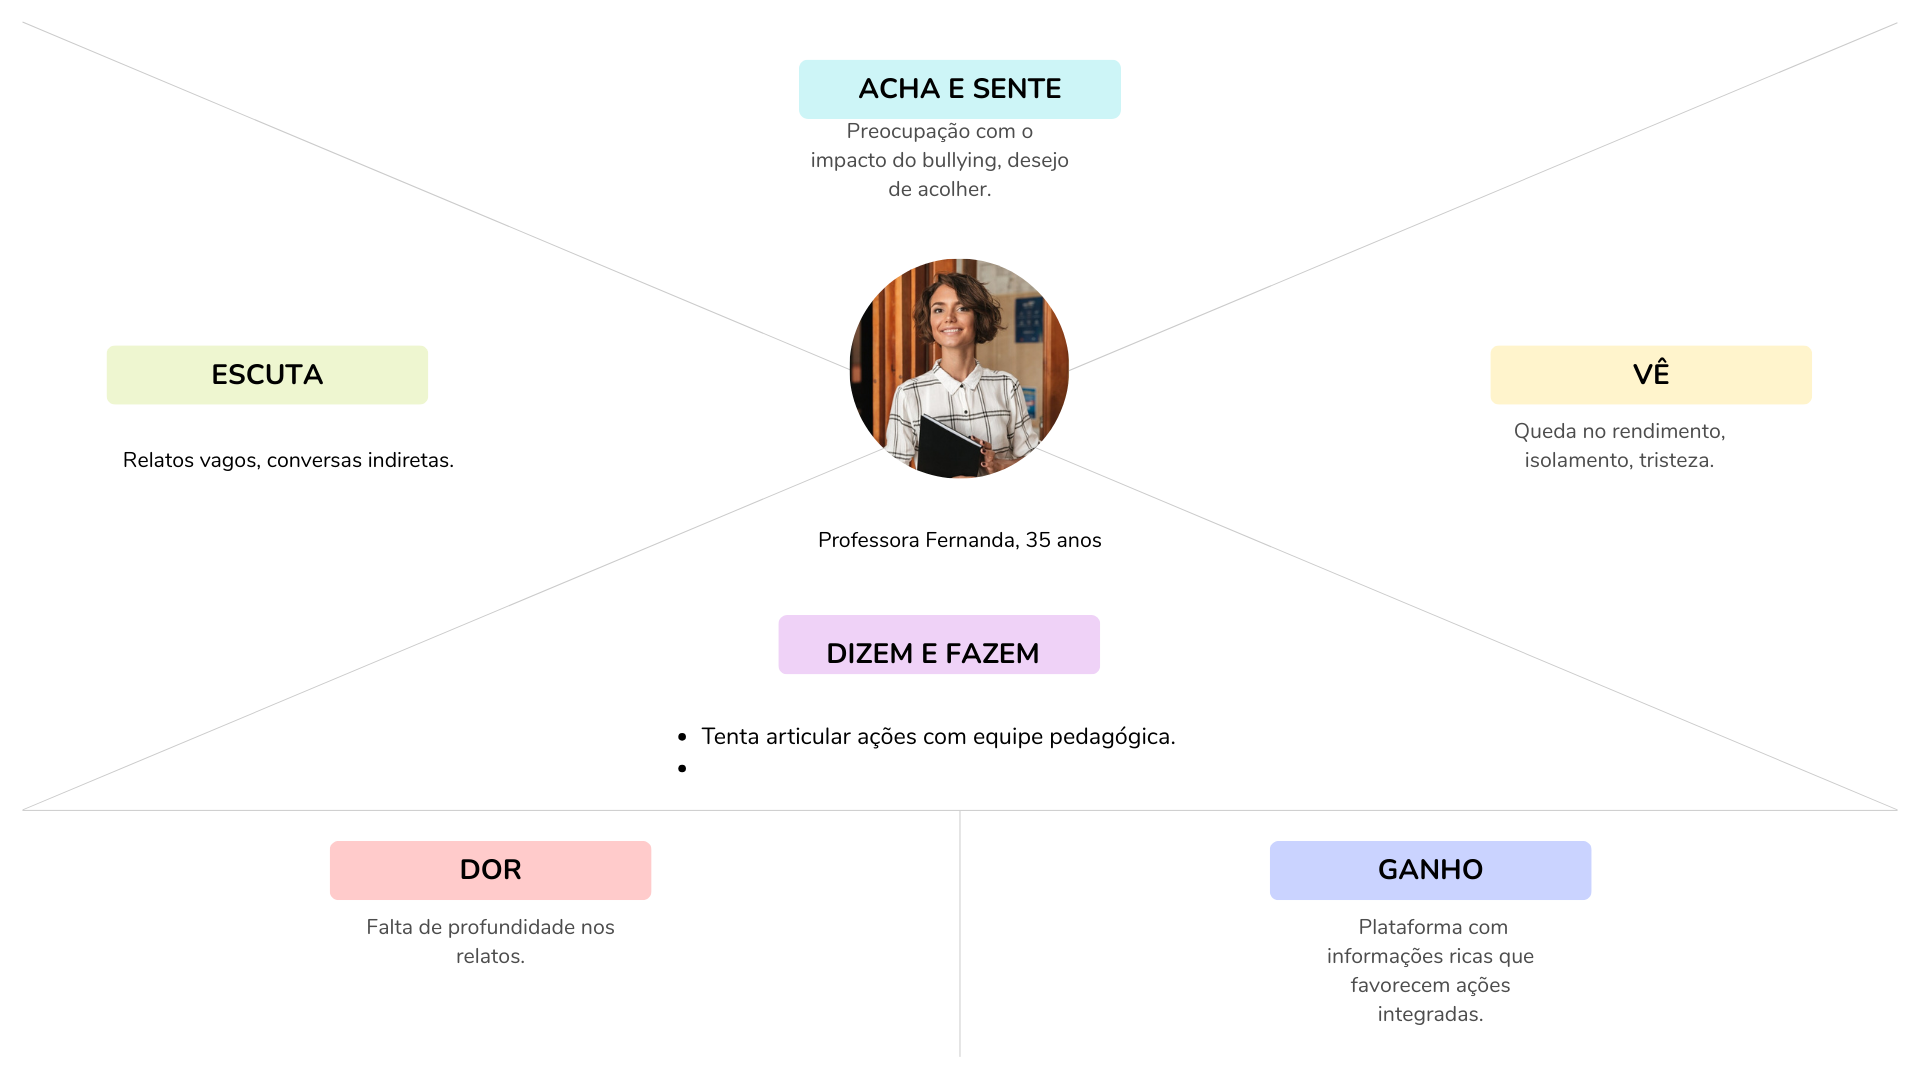 ACHA E SENTE
Preocupação com o
impacto do bullying, desejo
de acolher.
ESCUTA
Relatos vagos, conversas indiretas.
VÊ
Queda no rendimento,
isolamento, tristeza.
Professora Fernanda, 35 anos
DIZEM E FAZEM
• Tenta articular ações com equipe pedagógica.
•
DOR
Falta de profundidade nos
relatos.
GANHO
Plataforma com
informações ricas que
favorecem ações
integradas.